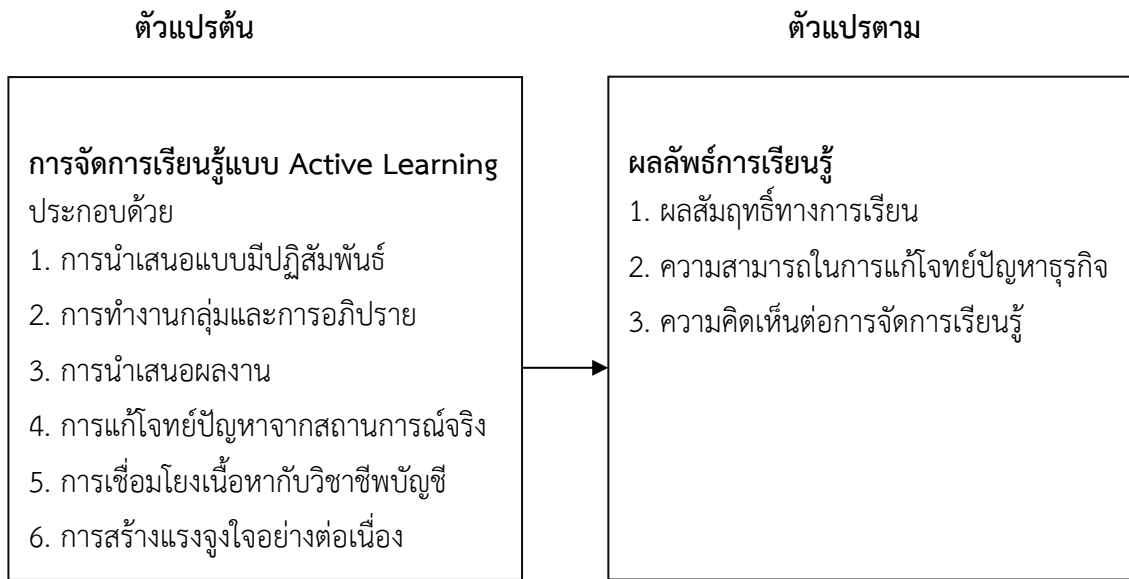 ตัวแปรต้น
ตัวแปรตาม
การจัดการเรียนรู้แบบ Active Learning
ประกอบด้วย
1. การนำเสนอแบบมีปฏิสัมพันธ์
2. การทำงานกลุ่มและการอภิปราย
3. การนำเสนอผลงาน
4. การแก้โจทย์ปัญหาจากสถานการณ์จริง
5. การเชื่อมโยงเนื้อหากับวิชาชีพบัญชี
6. การสร้างแรงจูงใจอย่างต่อเนื่อง
ผลลัพธ์การเรียนรู้
1. ผลสัมฤทธิ์ทางการเรียน
2. ความสามารถในการแก้โจทย์ปัญหาธุรกิจ
3. ความคิดเห็นต่อการจัดการเรียนรู้